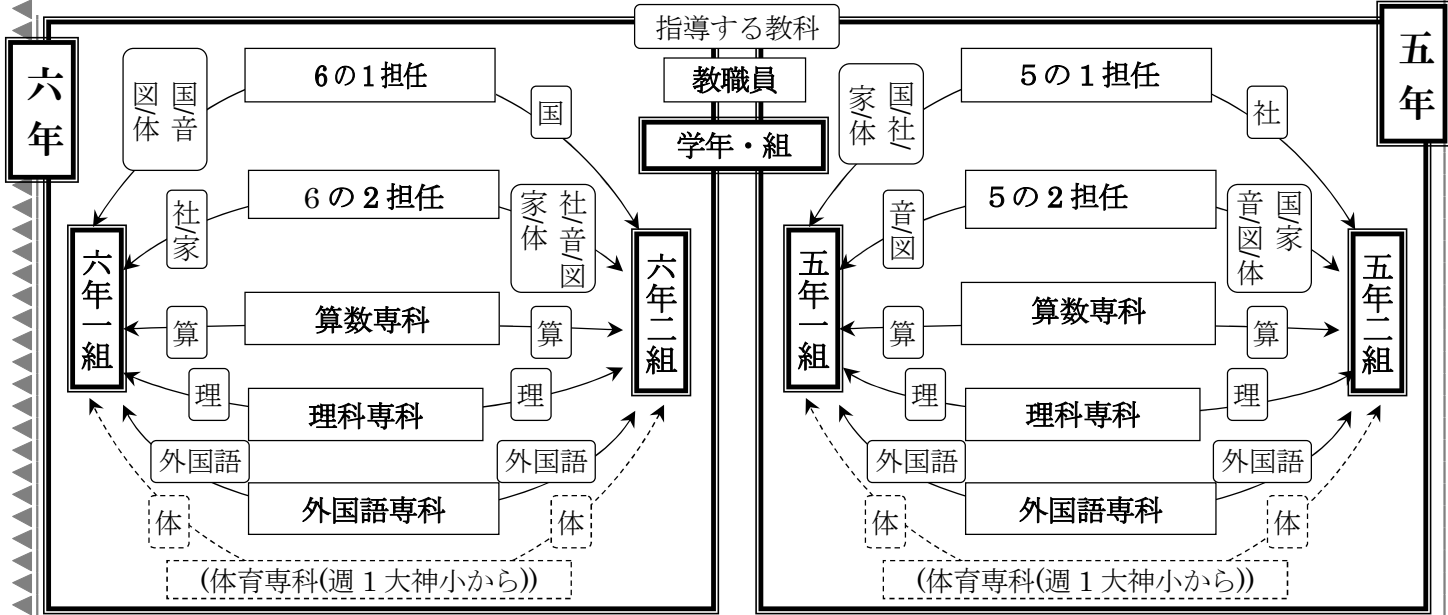 指導する教科
教職員
学年・組
六年
6の1担任
国/音
図/体
国
6の2担任
社/家
社/音/図
家/体
六年一組
六年二組
算数専科
算
算
理科専科
理
理
外国語
外国語
外国語専科
体
体
(体育専科(週1大神小から))
五年
5の1担任
国/社/
家/体
社
5の2担任
音/図
国/家
音/図/体
五年一組
五年二組
算数専科
算
算
理科専科
理
理
外国語
外国語
外国語専科
体
体
(体育専科(週1大神小から))